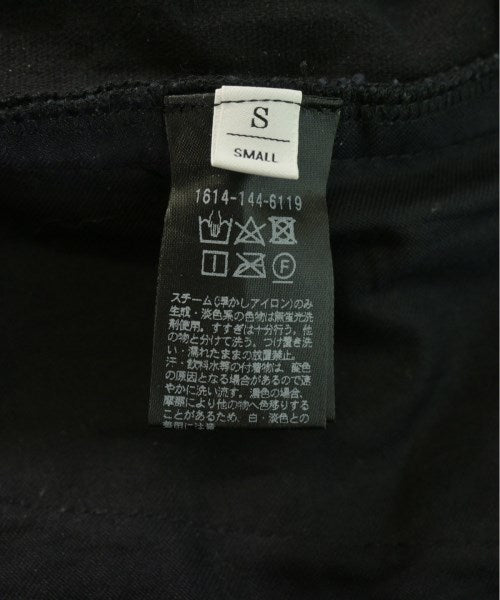 S
SMALL
1614-144-6119
F
スチーム(浮かしアイロン)のみ
生成・淡色系の色物は無蛍光洗
剤使用。すすぎは十分行う。他
の物と分けて洗う。つけ置き洗
い・濡れたままの放置禁止。
汗・飲料水等の付着物は、変色
の原因となる場合があるので速
やかに洗い流す。濃色の場合、
摩擦により他の物へ色移りする
ことがあるため、白・淡色との
着用に注意